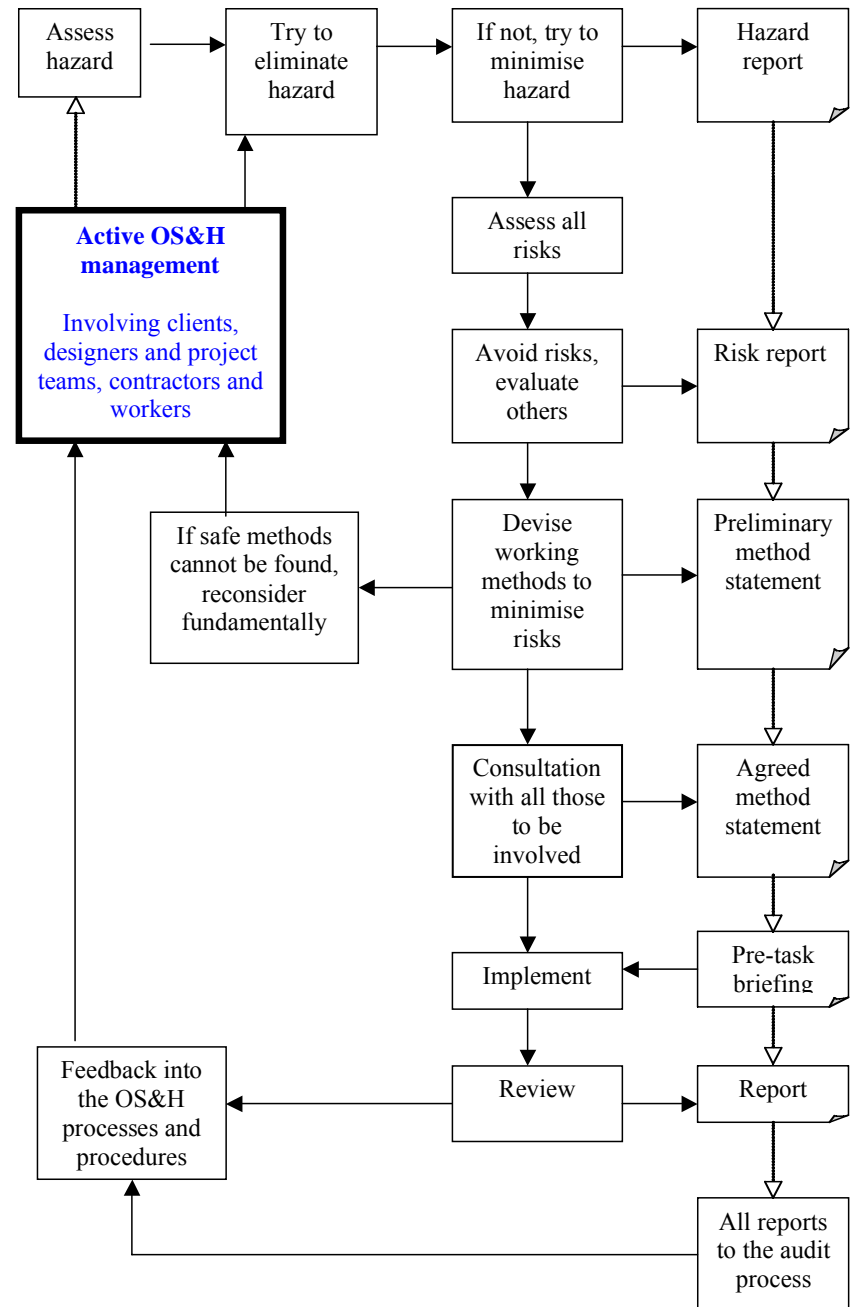 Assess
hazard
Try to
eliminate
hazard
If not, try to
minimise
hazard
Hazard
report
Active OS&H
management
Involving clients,
designers and project
teams, contractors and
workers
Assess all
risks
Avoid risks,
evaluate
others
Risk report
If safe methods
cannot be found,
reconsider
fundamentally
Devise
working
methods to
minimise
risks
Preliminary
method
statement
Consultation
with all those
to be
involved
Agreed
method
statement
Implement
Pre-task
briefing
Feedback into
the OS&H
processes and
procedures
Review
Report
All reports
to the audit
process